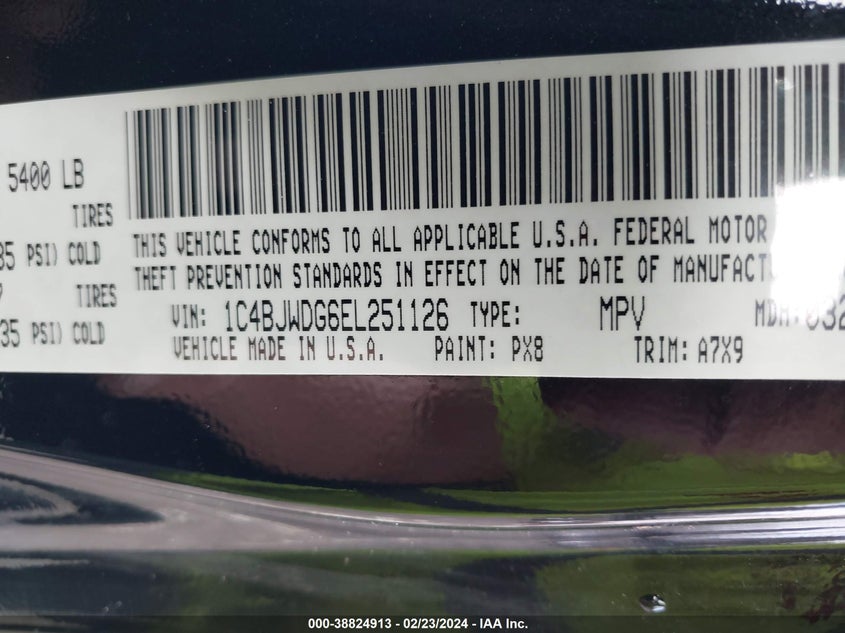 5400 LB
TIRES
35 PSI) COLD
TIRES
35 PSI) COLD
THIS VEHICLE CONFORMS TO ALL APPLICABLE U.S.A. FEDERAL MOTOR
THEFT PREVENTION STANDARDS IN EFFECT ON THE DATE OF MANUFACT
VIN: 1C4BJWDG6EL251126 TYPE: MPV MDH:032
VEHICLE MADE IN U.S.A. PAINT: PX8 TRIM: A7X9
000-38824913 - 02/23/2024 - IAA Inc.